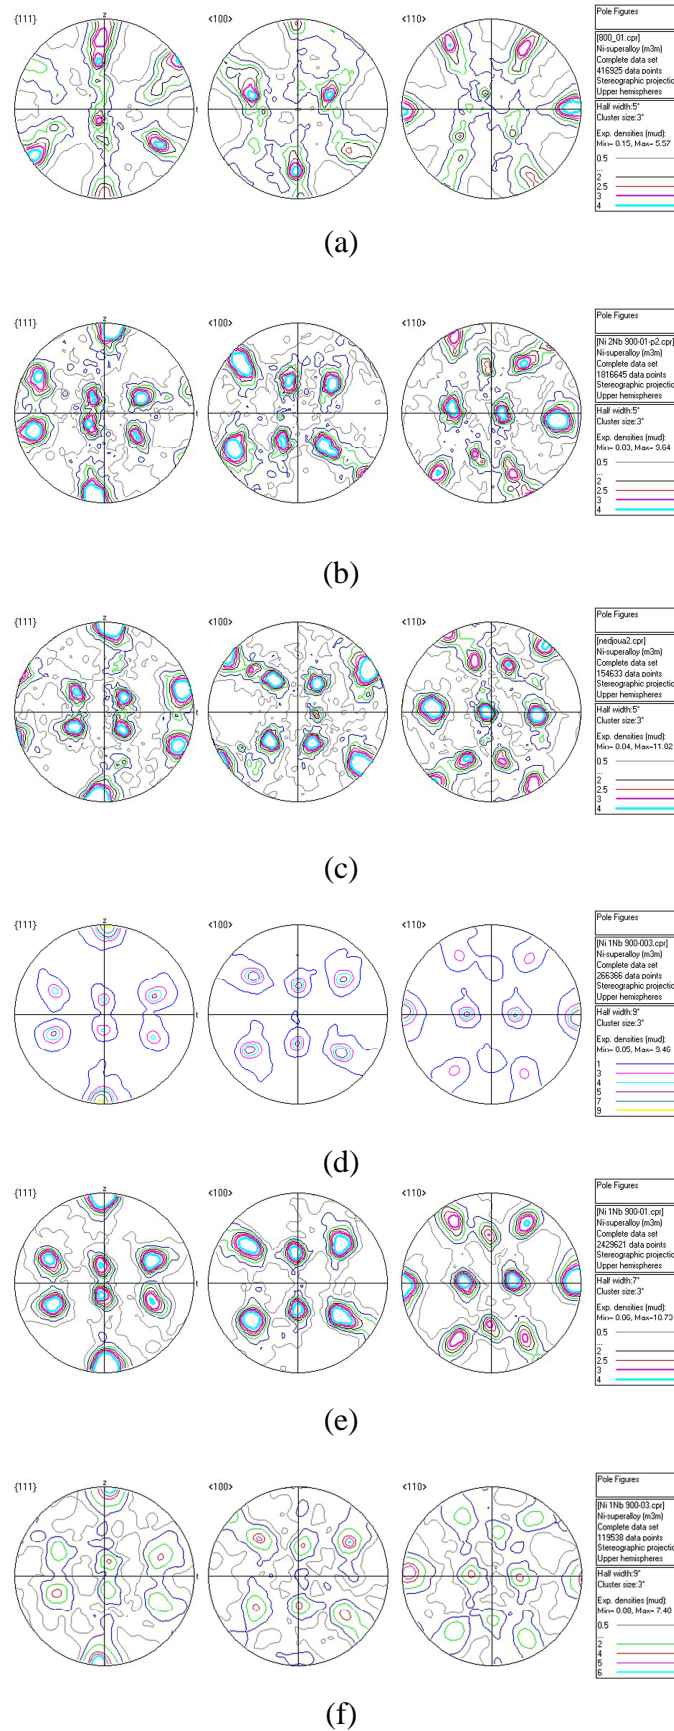 {111} z <100> <110> Pole Figures
t
[800_01.cpr]
Ni-superalloy (m3m)
Complete data set
416925 data points
Stereographic projectio
Upper hemispheres
Half width:5°
Cluster size:3°
Exp. densities (mud):
Min= 0.15, Max= 5.57
0.5
...
2
2.5
3
4
(a)
{111} z <100> <110> Pole Figures
t
[Ni 2Nb 900-01-p2.cpr]
Ni-superalloy (m3m)
Complete data set
1816645 data points
Stereographic projectio
Upper hemispheres
Half width:5°
Cluster size:3°
Exp. densities (mud):
Min= 0.03, Max= 9.64
0.5
...
2
2.5
3
4
(b)
{111} z <100> <110> Pole Figures
t
[nedjoua2.cpr]
Ni-superalloy (m3m)
Complete data set
154633 data points
Stereographic projectio
Upper hemispheres
Half width:5°
Cluster size:3°
Exp. densities (mud):
Min= 0.04, Max=11.02
0.5
...
2
2.5
3
4
(c)
{111} z <100> <110> Pole Figures
t
[Ni 1Nb 900-003.cpr]
Ni-superalloy (m3m)
Complete data set
266366 data points
Stereographic projectio
Upper hemispheres
Half width:9°
Cluster size:3°
Exp. densities (mud):
Min= 0.05, Max= 9.46
1
3
4
5
7
9
(d)
{111} z <100> <110> Pole Figures
t
[Ni 1Nb 900-01.cpr]
Ni-superalloy (m3m)
Complete data set
2429621 data points
Stereographic projectio
Upper hemispheres
Half width:7°
Cluster size:3°
Exp. densities (mud):
Min= 0.06, Max=10.73
0.5
...
2
2.5
3
4
(e)
{111} z <100> <110> Pole Figures
t
[Ni 1Nb 900-03.cpr]
Ni-superalloy (m3m)
Complete data set
119538 data points
Stereographic projectio
Upper hemispheres
Half width:9°
Cluster size:3°
Exp. densities (mud):
Min= 0.08, Max= 7.40
0.5
...
2
4
5
6
(f)